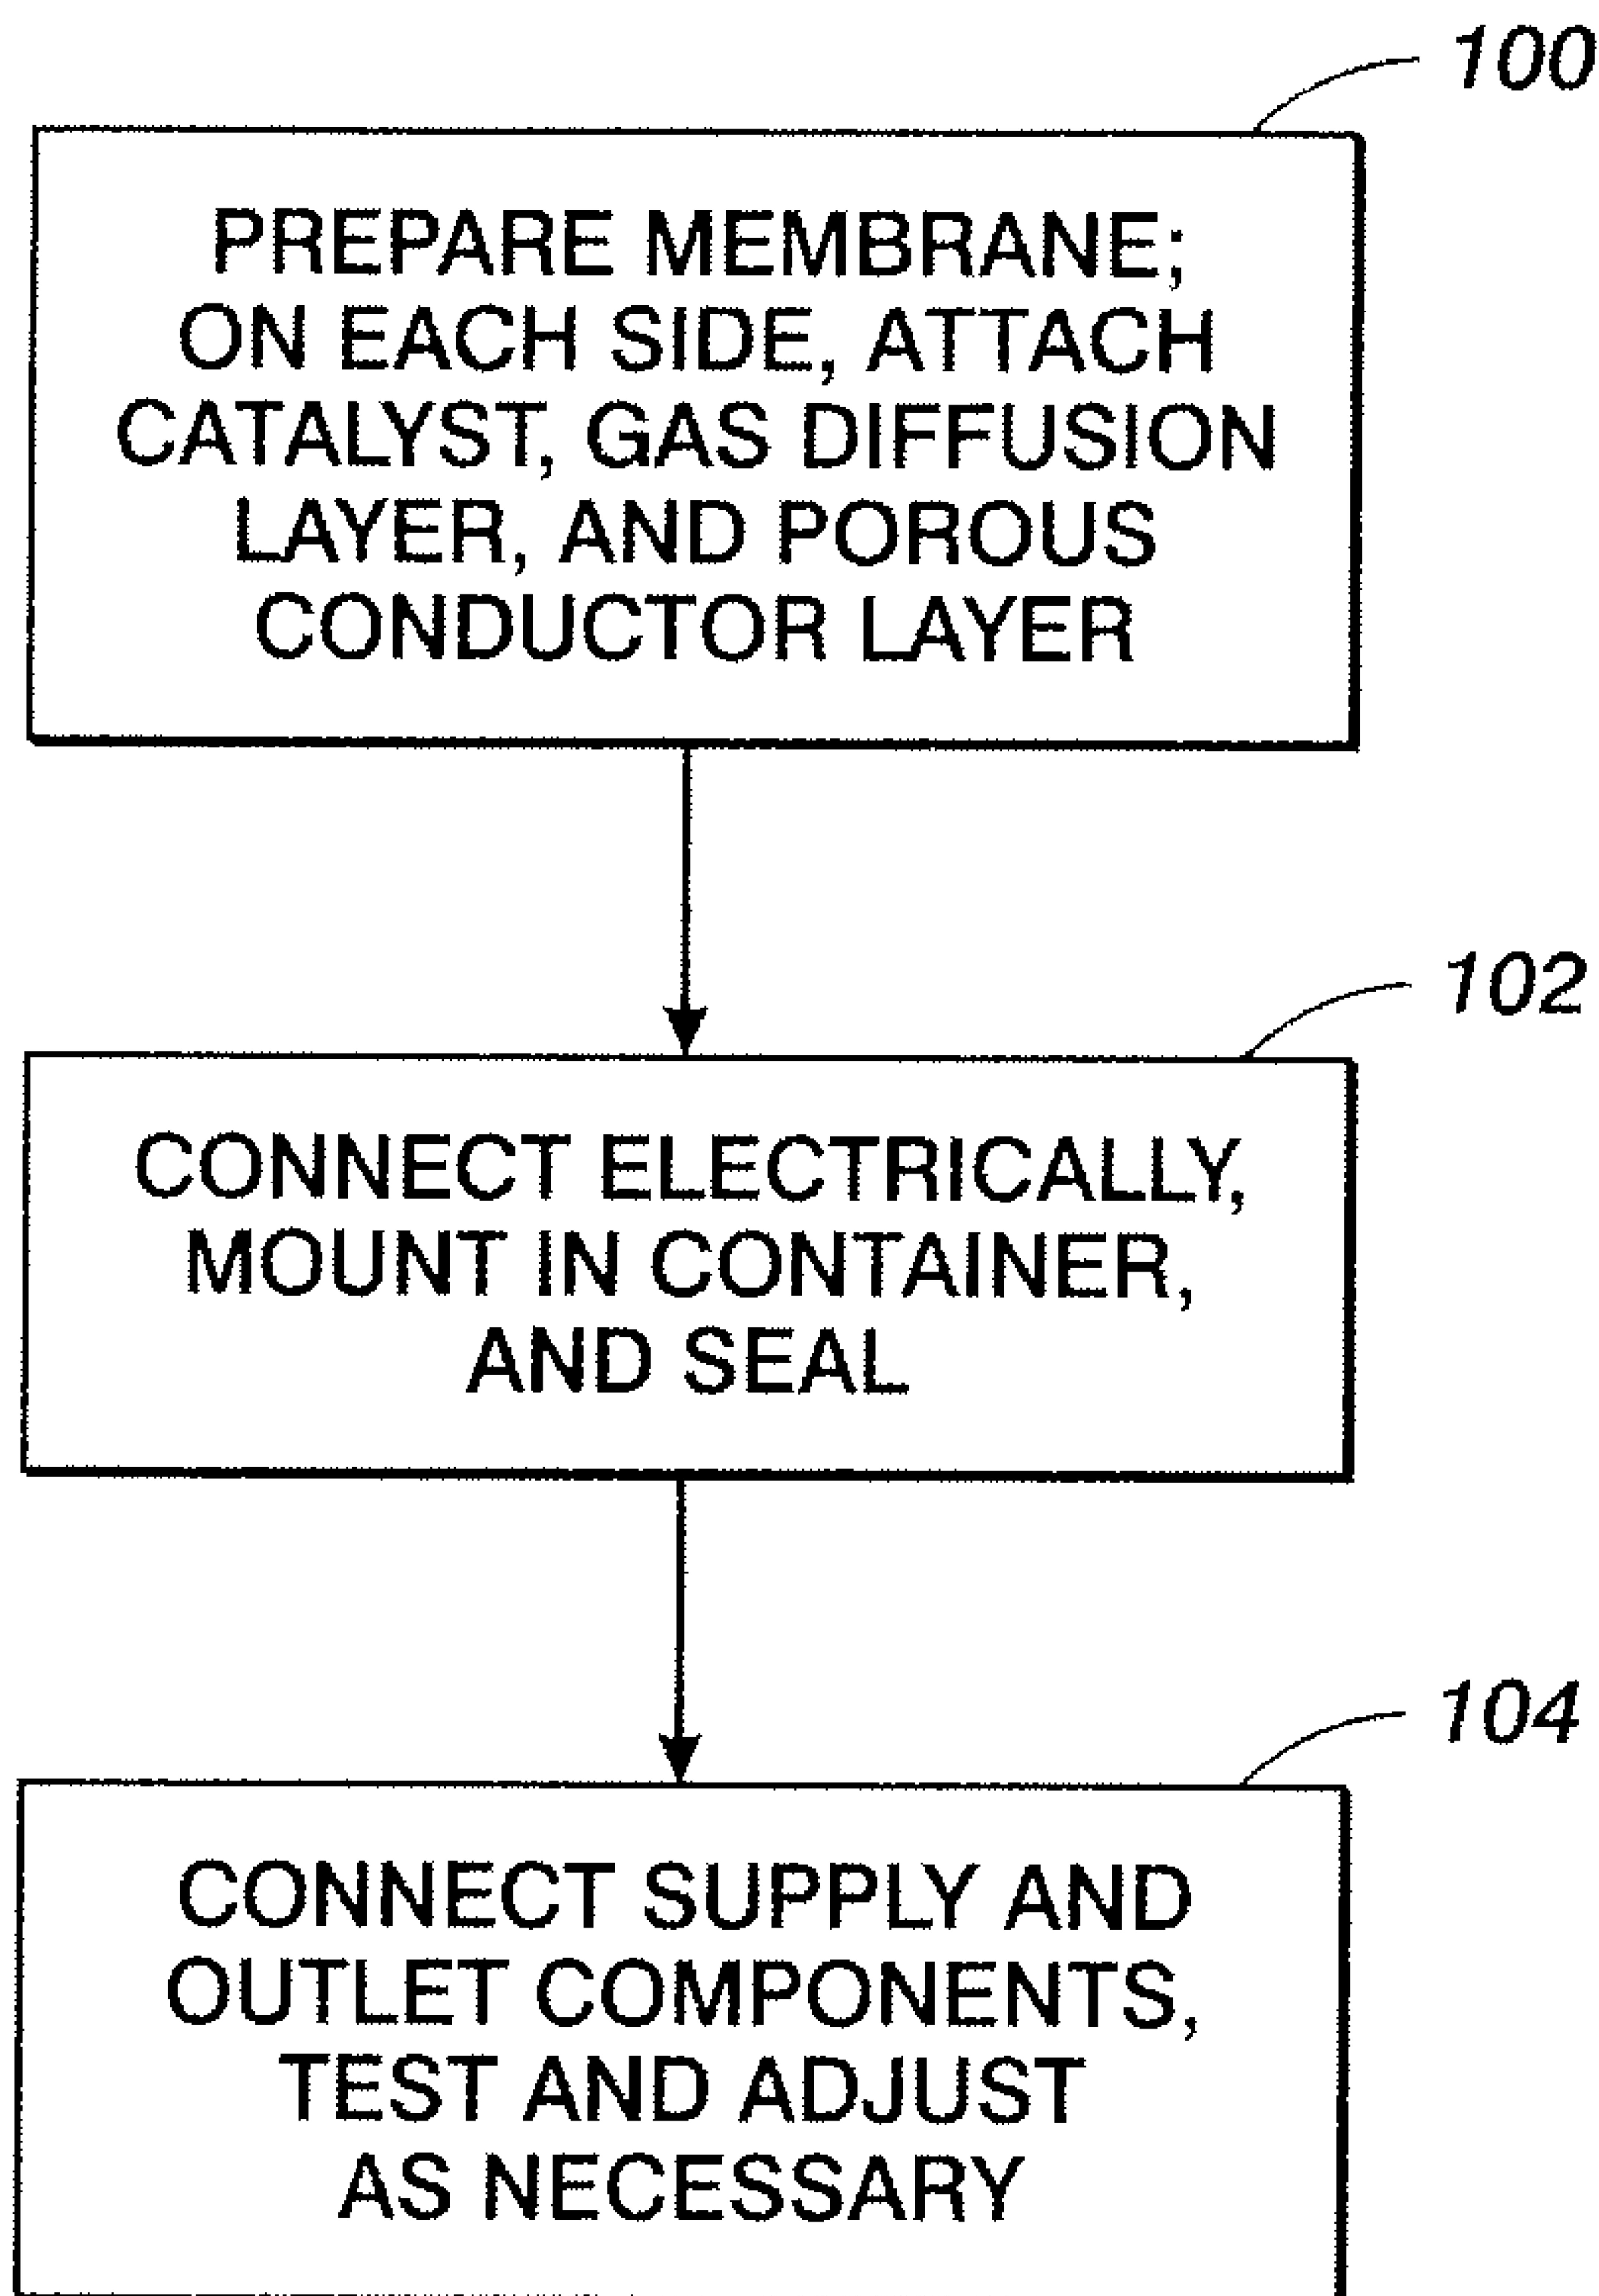 100
PREPARE MEMBRANE;
ON EACH SIDE, ATTACH
CATALYST, GAS DIFFUSION
LAYER, AND POROUS
CONDUCTOR LAYER
102
CONNECT ELECTRICALLY,
MOUNT IN CONTAINER,
AND SEAL
104
CONNECT SUPPLY AND
OUTLET COMPONENTS,
TEST AND ADJUST
AS NECESSARY